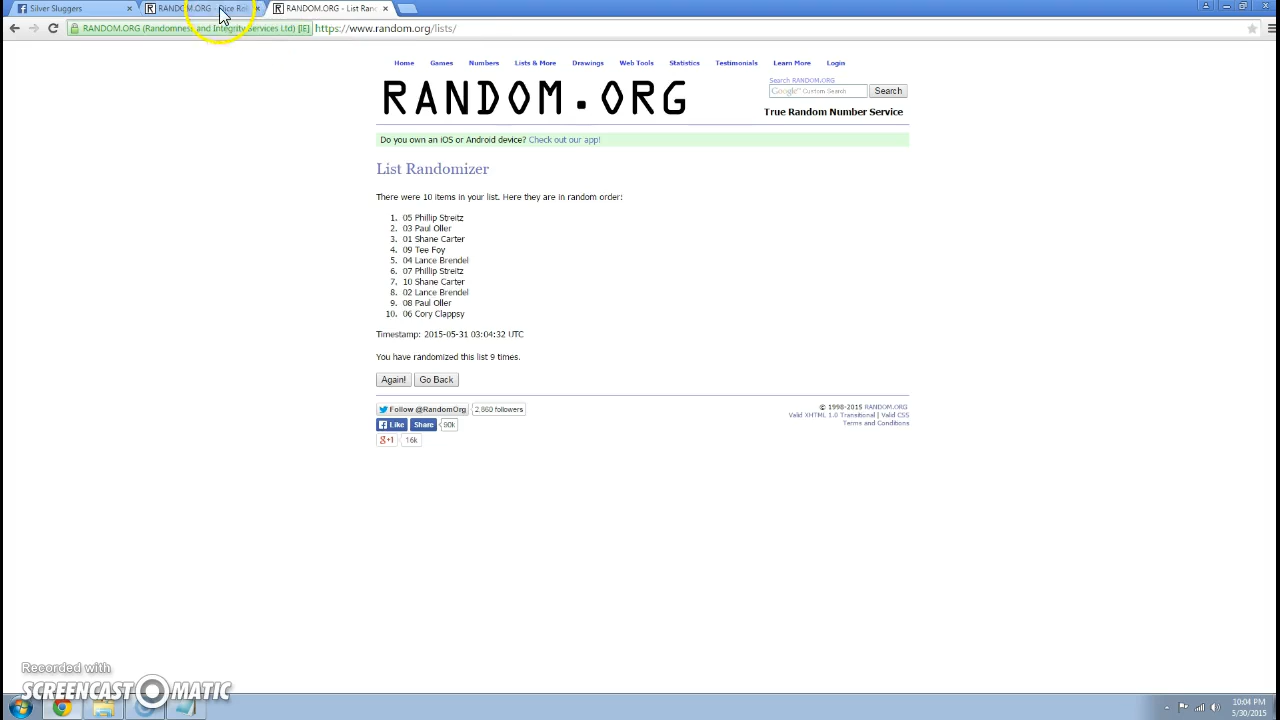 Silver Sluggers
RANDOM.ORG - Dice Rol
RANDOM.ORG - List Ran
RANDOM.ORG (Randomness and Integrity Services Ltd) [IE] https://www.random.org/lists/
Home Games Numbers Lists & More Drawings Web Tools Statistics Testimonials Learn More Login
RANDOM.ORG
Search RANDOM.ORG
Google™ Custom Search Search
True Random Number Service
Do you own an iOS or Android device? Check out our app!
List Randomizer
There were 10 items in your list. Here they are in random order:
1. 05 Phillip Streitz
2. 03 Paul Oller
3. 01 Shane Carter
4. 09 Tee Foy
5. 04 Lance Brendel
6. 07 Phillip Streitz
7. 10 Shane Carter
8. 02 Lance Brendel
9. 08 Paul Oller
10. 06 Cory Clappsy
Timestamp: 2015-05-31 03:04:32 UTC
You have randomized this list 9 times.
Again! Go Back
Follow @RandomOrg 2,860 followers
Like Share 90k
g+1 16k
© 1998-2015 RANDOM.ORG
Valid XHTML 1.0 Transitional | Valid CSS
Terms and Conditions
Recorded with
SCREENCAST MATIC
10:04 PM
5/30/2015